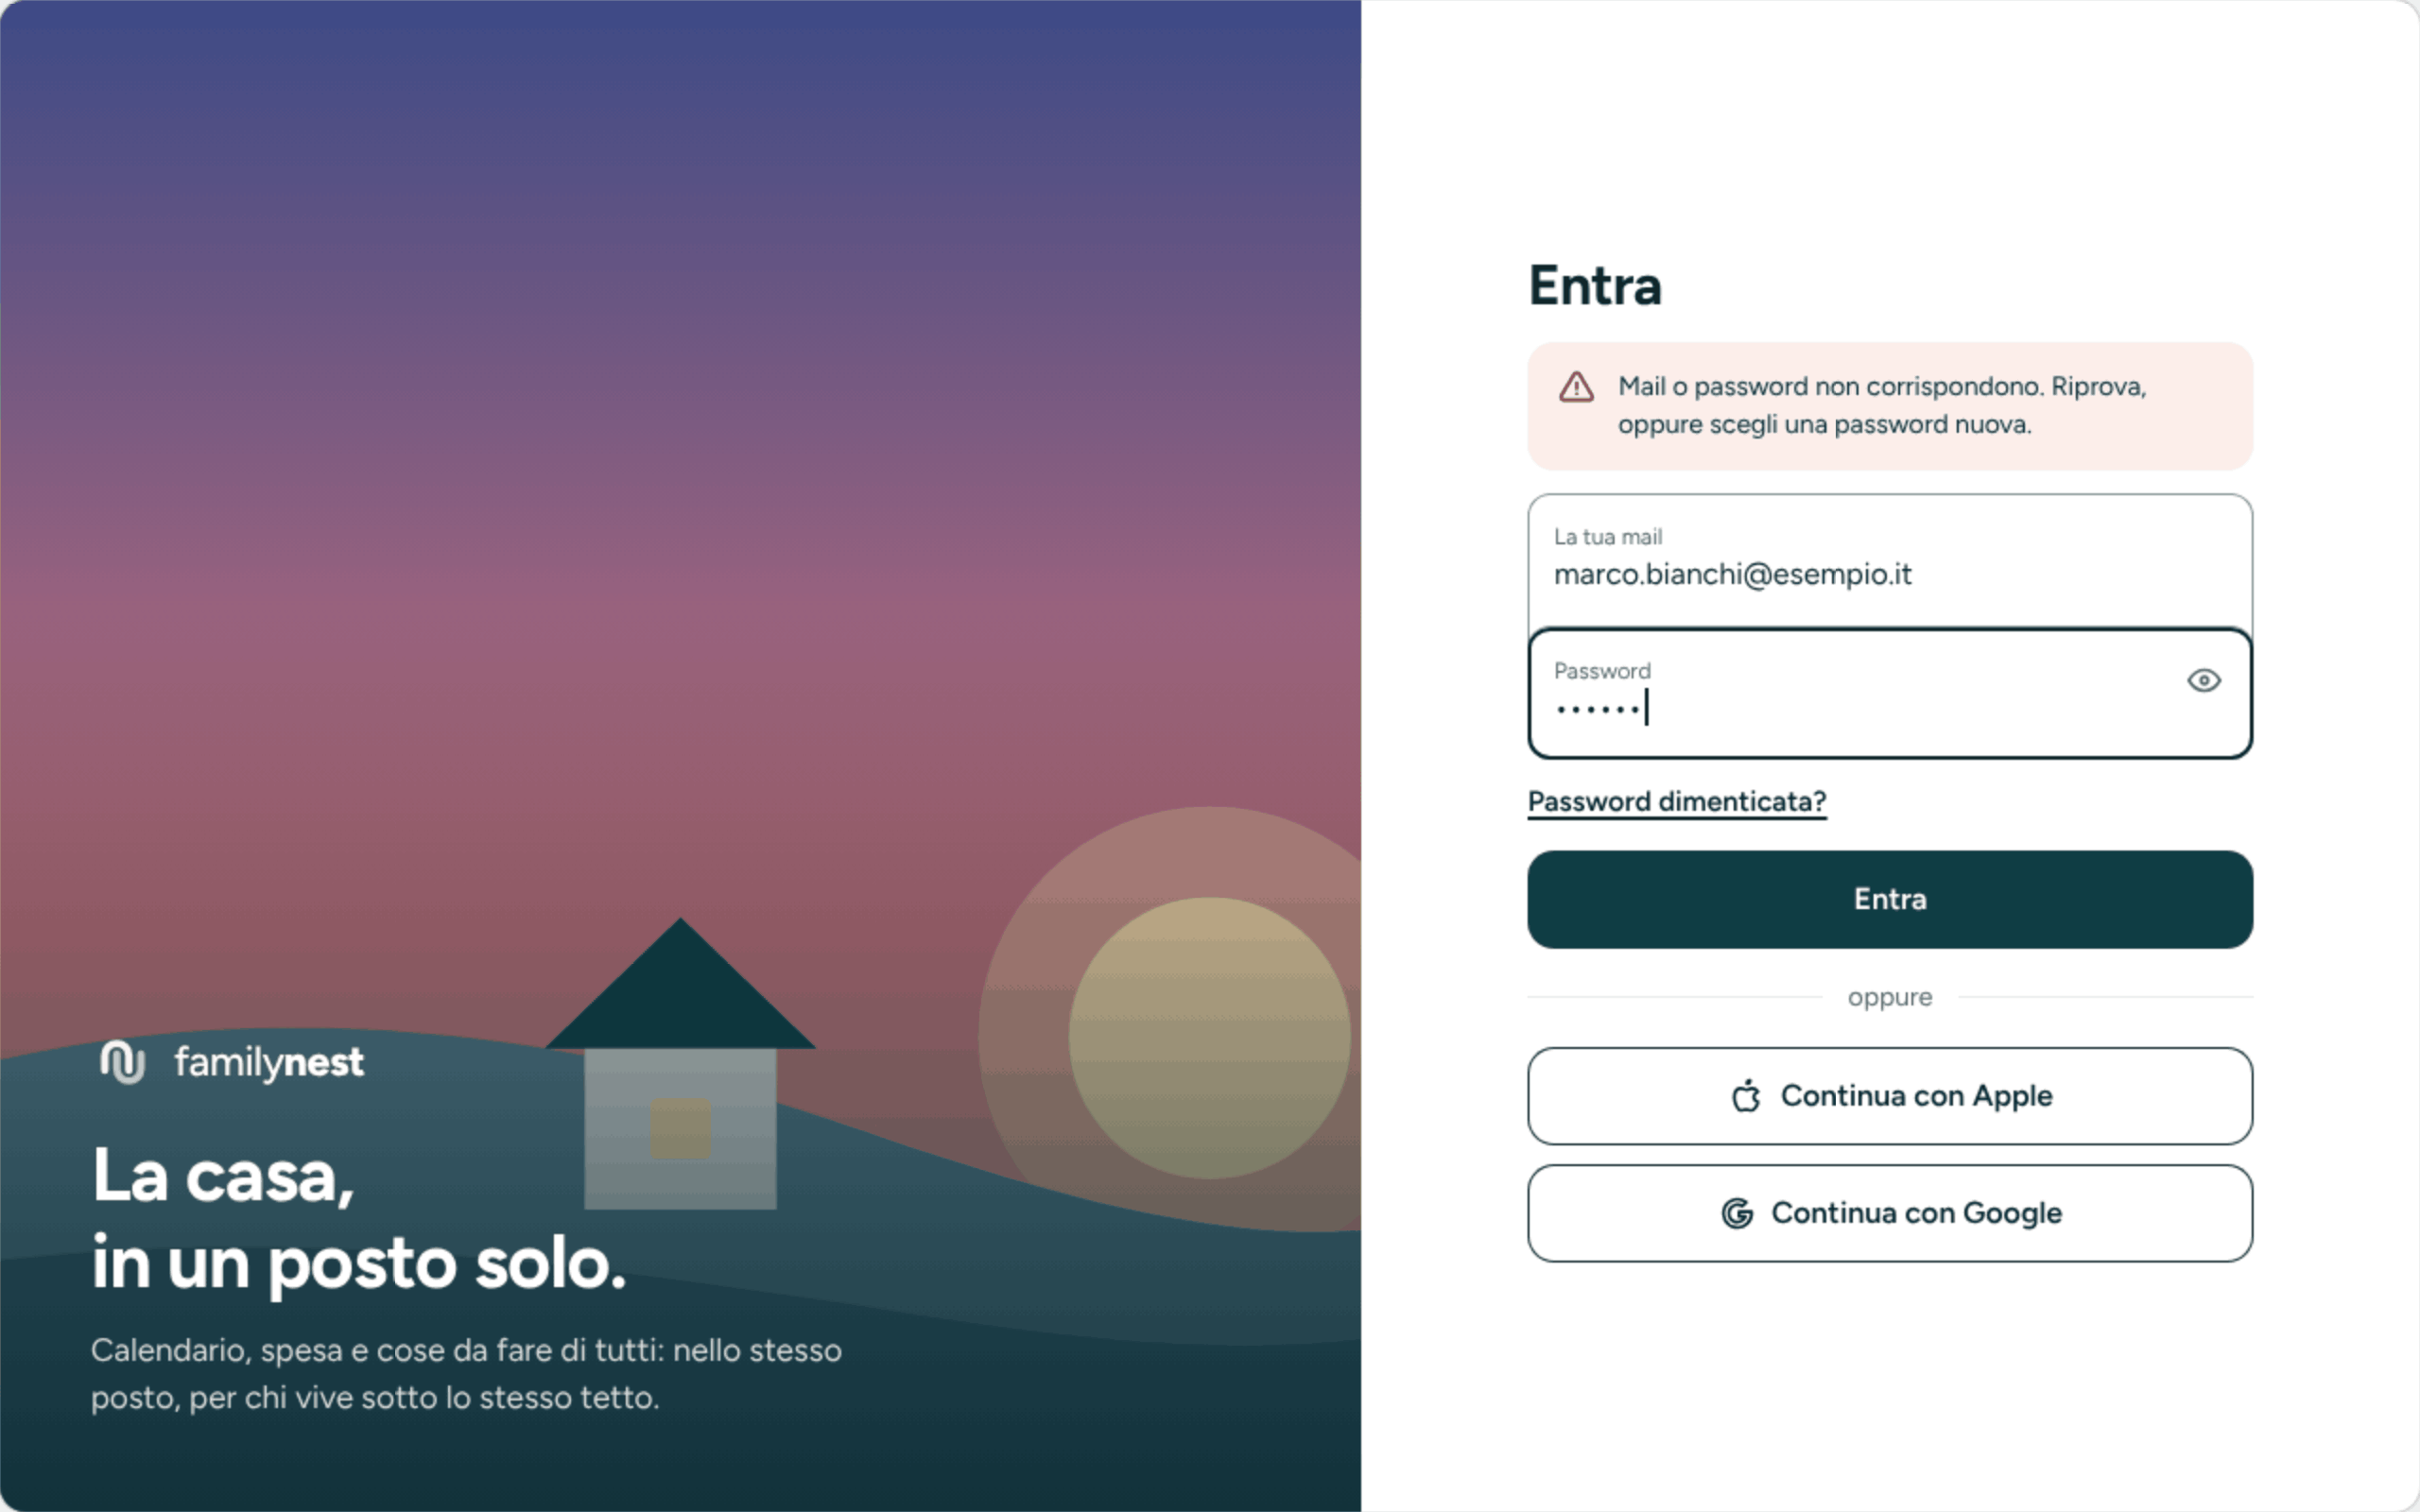 familynest
La casa,
in un posto solo.
Calendario, spesa e cose da fare di tutti: nello stesso
posto, per chi vive sotto lo stesso tetto.
Entra
Mail o password non corrispondono. Riprova,
oppure scegli una password nuova.
La tua mail
marco.bianchi@esempio.it
Password
••••••
Password dimenticata?
Entra
oppure
Continua con Apple
Continua con Google